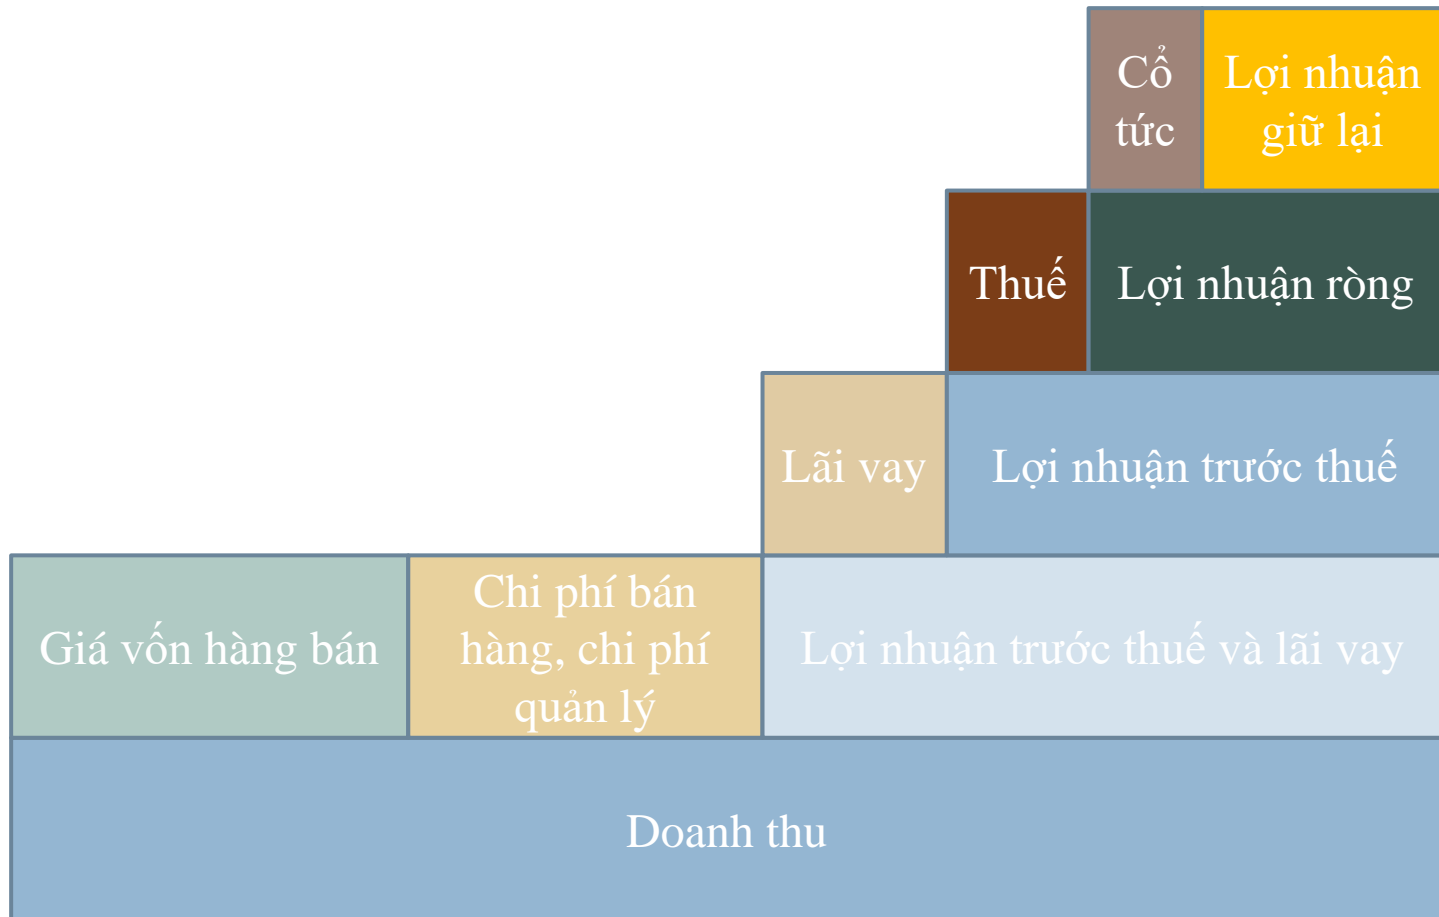 Cổ
tức
Lợi nhuận
giữ lại
Thuế
Lợi nhuận ròng
Lãi vay
Lợi nhuận trước thuế
Giá vốn hàng bán
Chi phí bán
hàng, chi phí
quản lý
Lợi nhuận trước thuế và lãi vay
Doanh thu